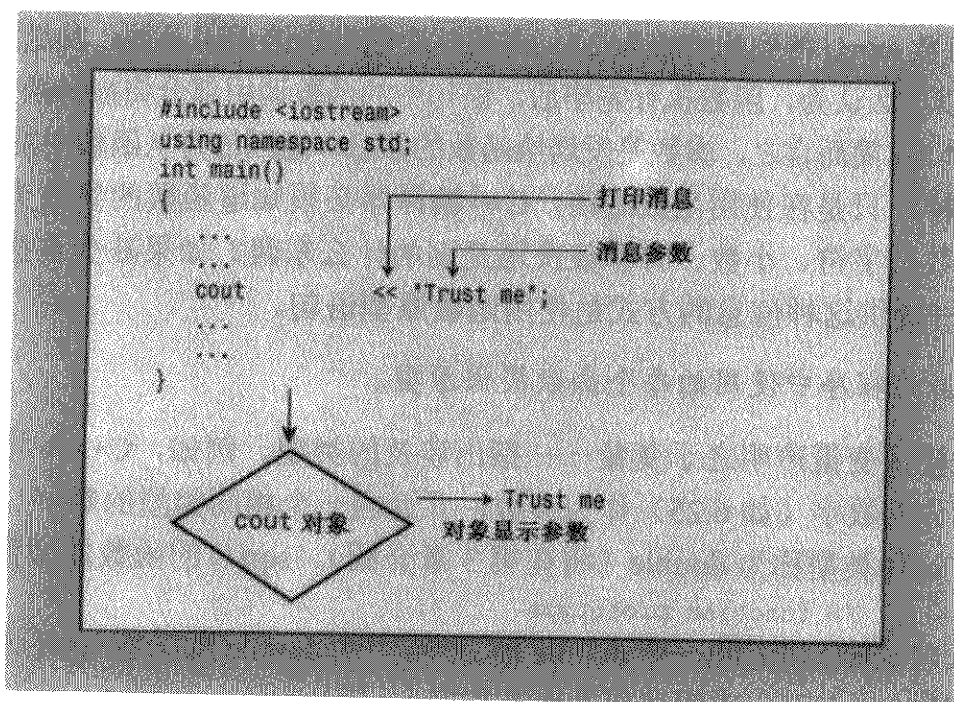 #include <iostream>
using namespace std;
int main()
{
打印消息
...
消息参数
...
cout << "Trust me";
...
...
}
cout 对象
Trust me
对象显示参数